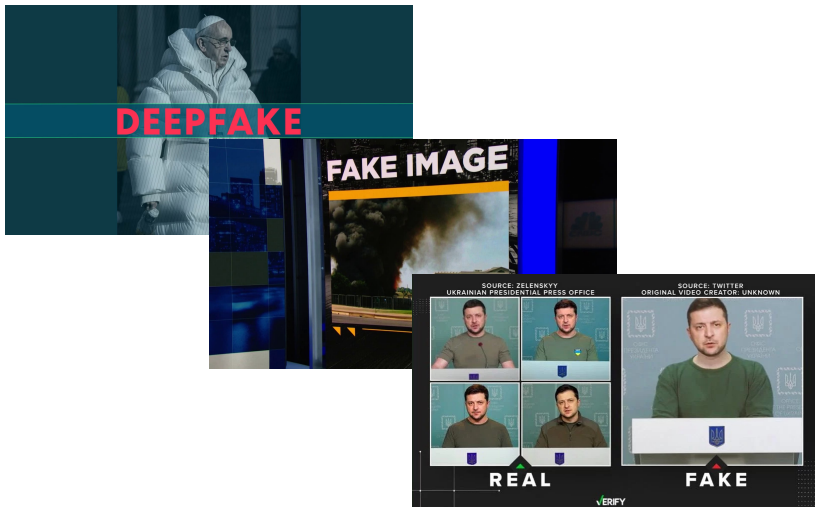 DEEPFAKE
FAKE IMAGE
SOURCE: ZELENSKYY
UKRAINIAN PRESIDENTIAL PRESS OFFICE
SOURCE: TWITTER
ORIGINAL VIDEO CREATOR: UNKNOWN
REAL
FAKE
VERIFY